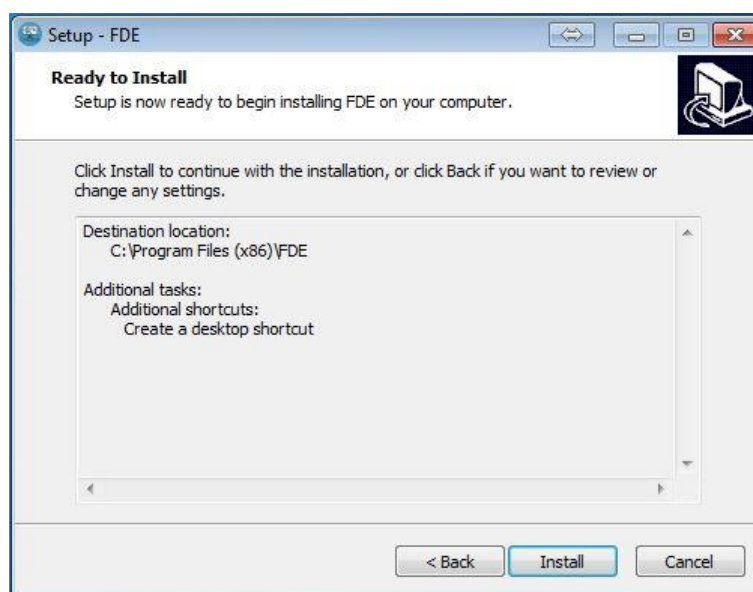 Setup - FDE
Ready to Install
Setup is now ready to begin installing FDE on your computer.
Click Install to continue with the installation, or click Back if you want to review or
change any settings.
Destination location:
C:\Program Files (x86)\FDE
Additional tasks:
Additional shortcuts:
Create a desktop shortcut
< Back
Install
Cancel